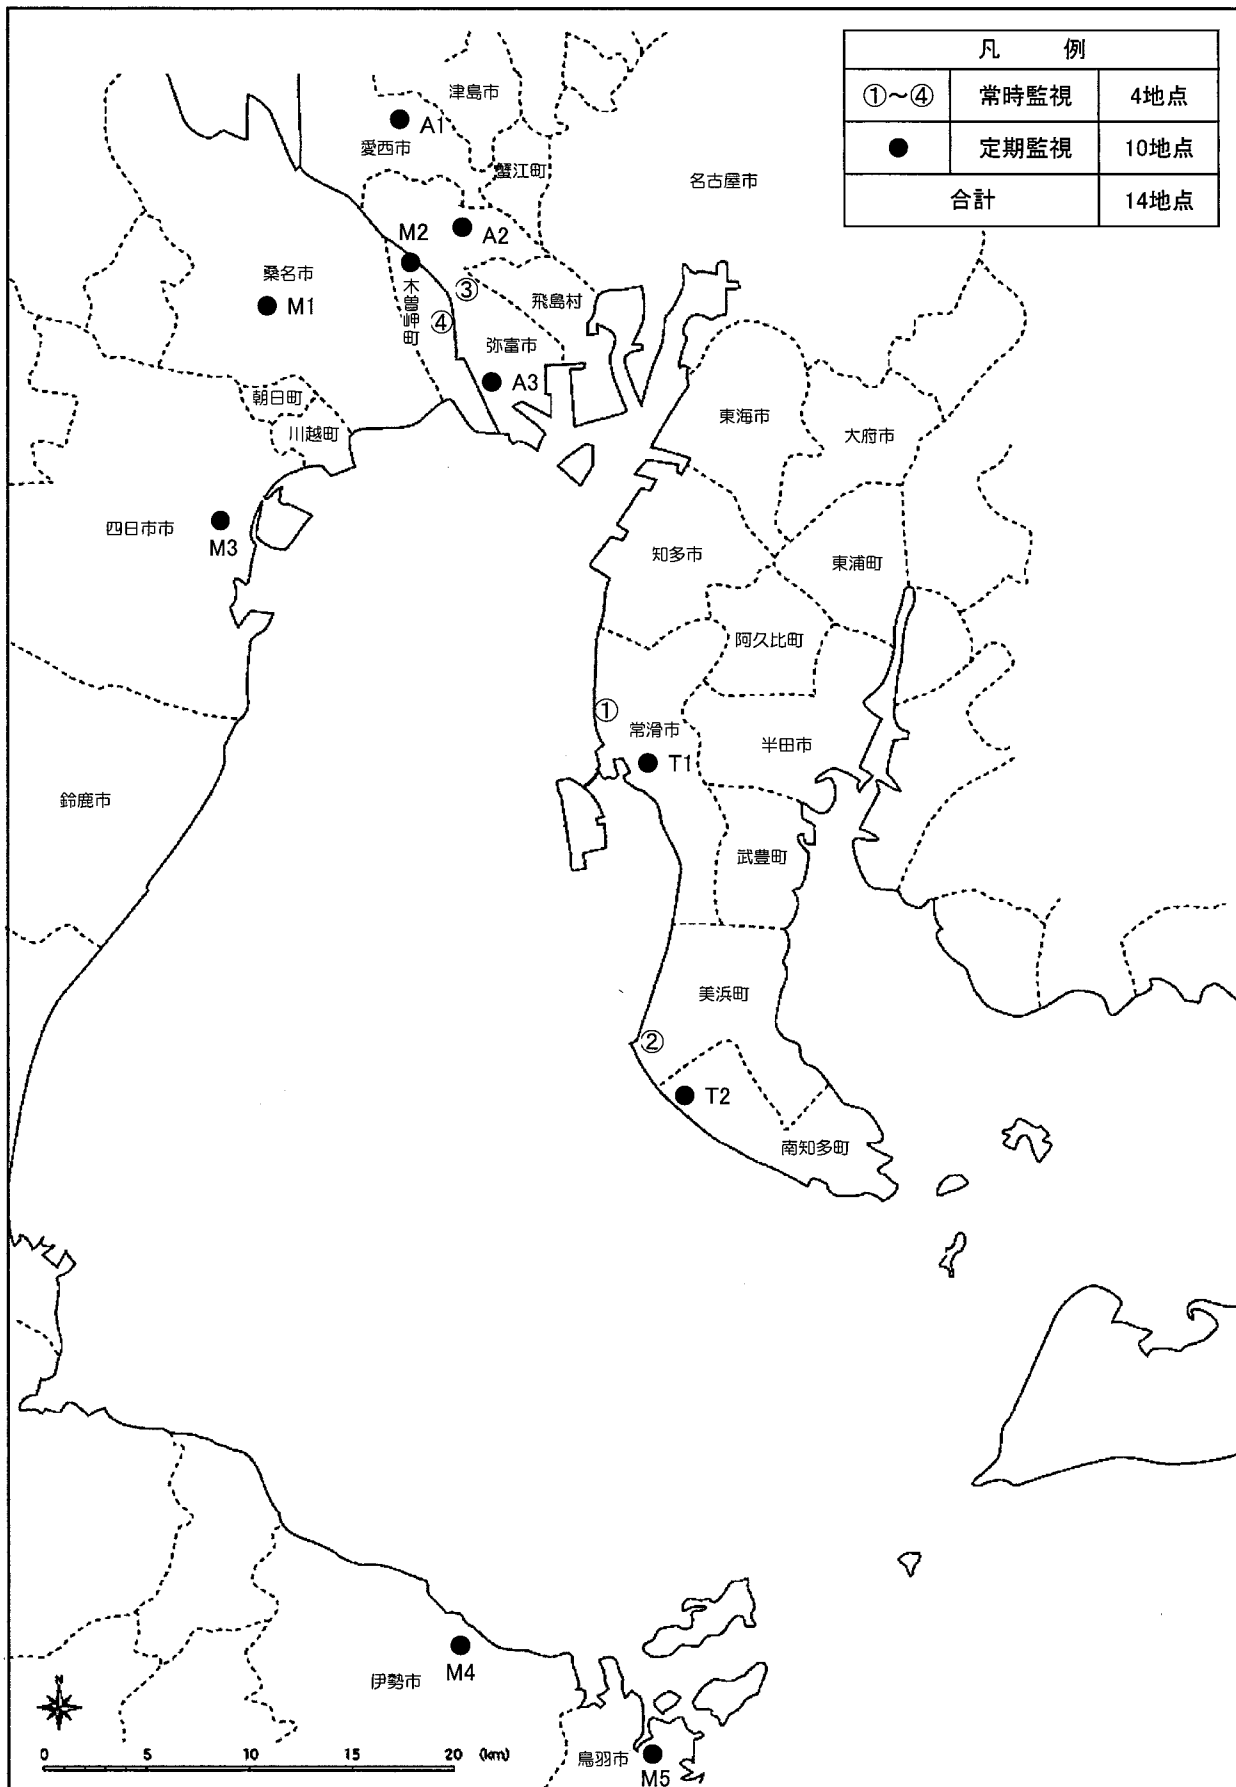 凡 例
①～④ 常時監視 4地点
● 定期監視 10地点
合計 14地点
津島市
A1
愛西市
蟹江町
名古屋市
M2
A2
桑名市
木曽岬町
③
飛島村
M1
④
弥富市
A3
朝日町
川越町
東海市
大府市
四日市市
M3
知多市
東浦町
阿久比町
①
常滑市
半田市
T1
鈴鹿市
武豊町
美浜町
②
T2
南知多町
伊勢市
M4
鳥羽市
M5
N
0 5 10 15 20 (km)